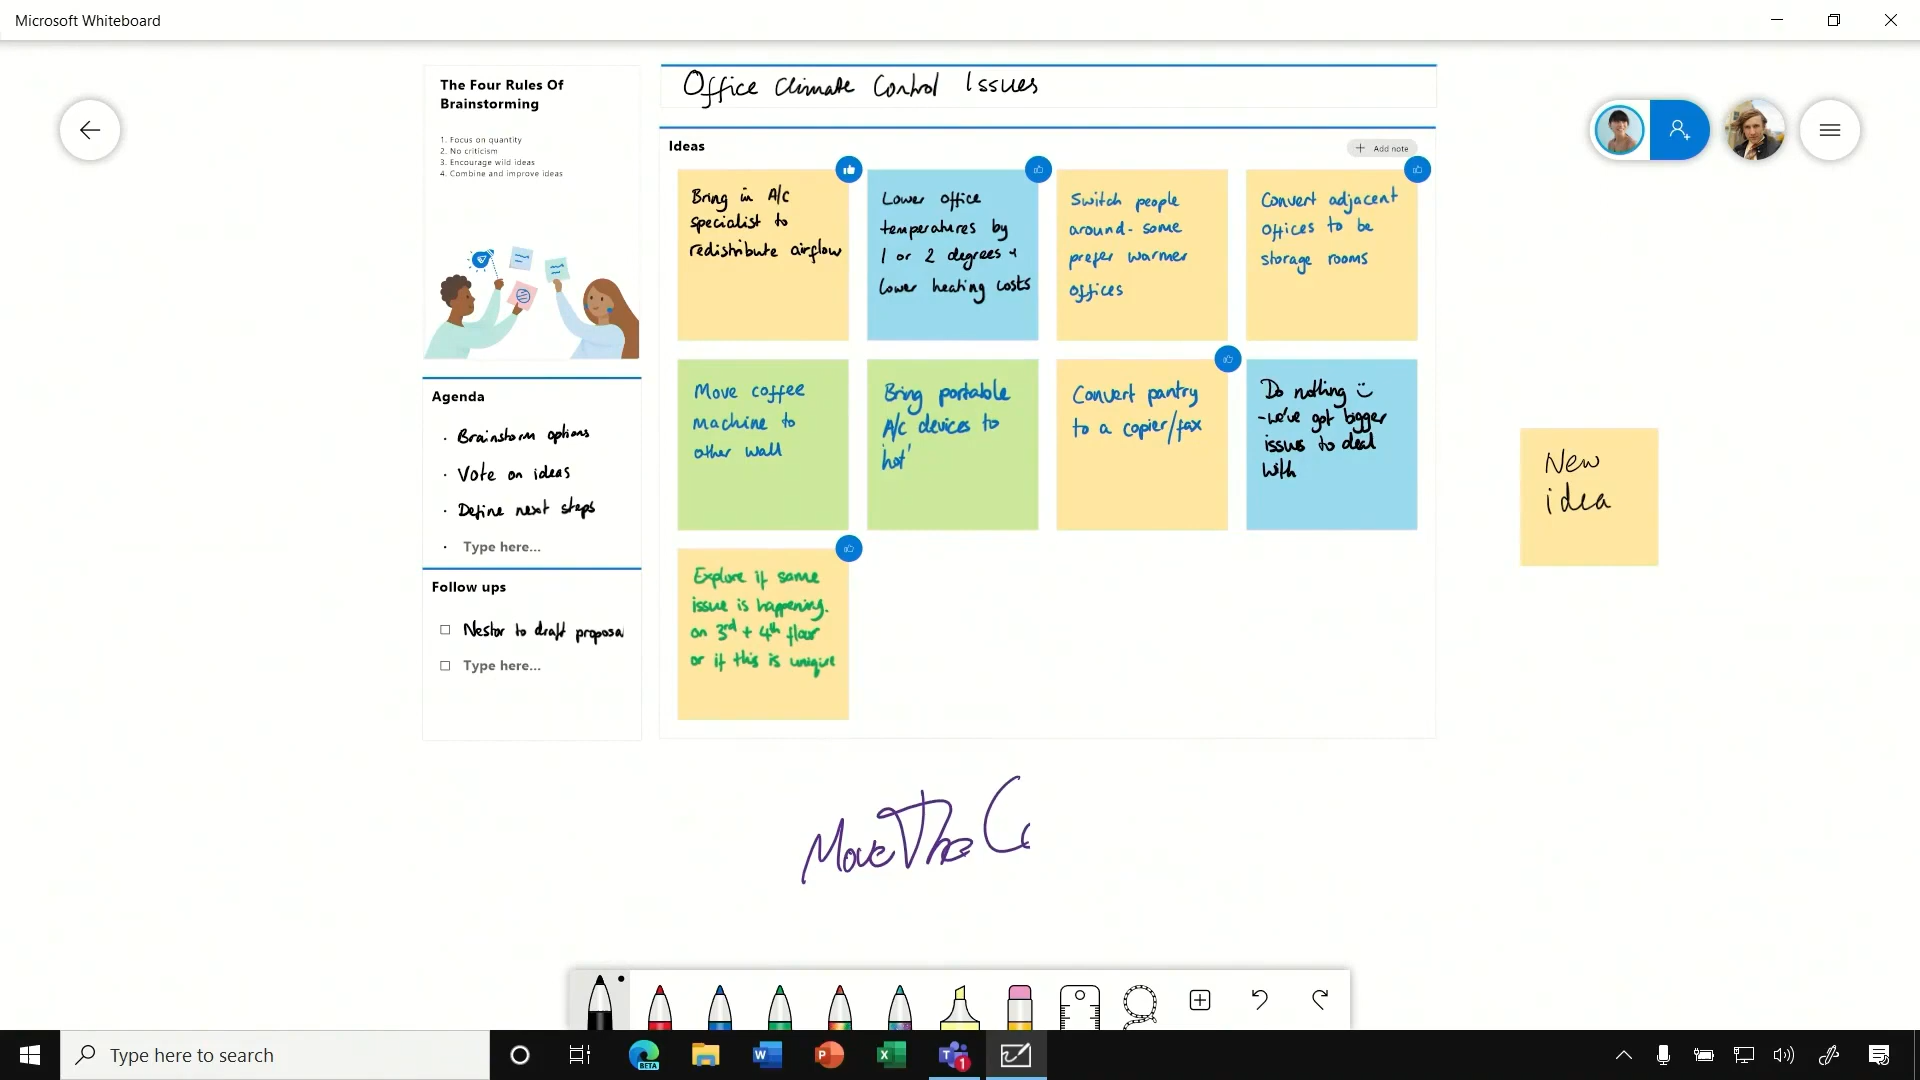 Microsoft Whiteboard
The Four Rules Of
Brainstorming
1. Focus on quantity
2. No criticism
3. Encourage wild ideas
4. Combine and improve ideas
Agenda
· Brainstorm options
· Vote on ideas
· Define next steps
· Type here...
Follow ups
Nestor to draft proposal
Type here...
Office Climate Control Issues
Ideas
Add note
Bring in A/C
specialist to
redistribute airflow
Lower office
temperatures by
1 or 2 degrees +
lower heating costs
Switch people
around - some
prefer warmer
offices
Convert adjacent
offices to be
storage rooms
Move coffee
machine to
other wall
Bring portable
A/C devices to
hot'
Convert pantry
to a copier/fax
Do nothing
- we've got bigger
issues to deal
with
Explore if same
issue is happening.
on 3rd + 4th floor
or if this is unique
New
idea
Move The Co
BETA
W
P
X
T
1
Type here to search